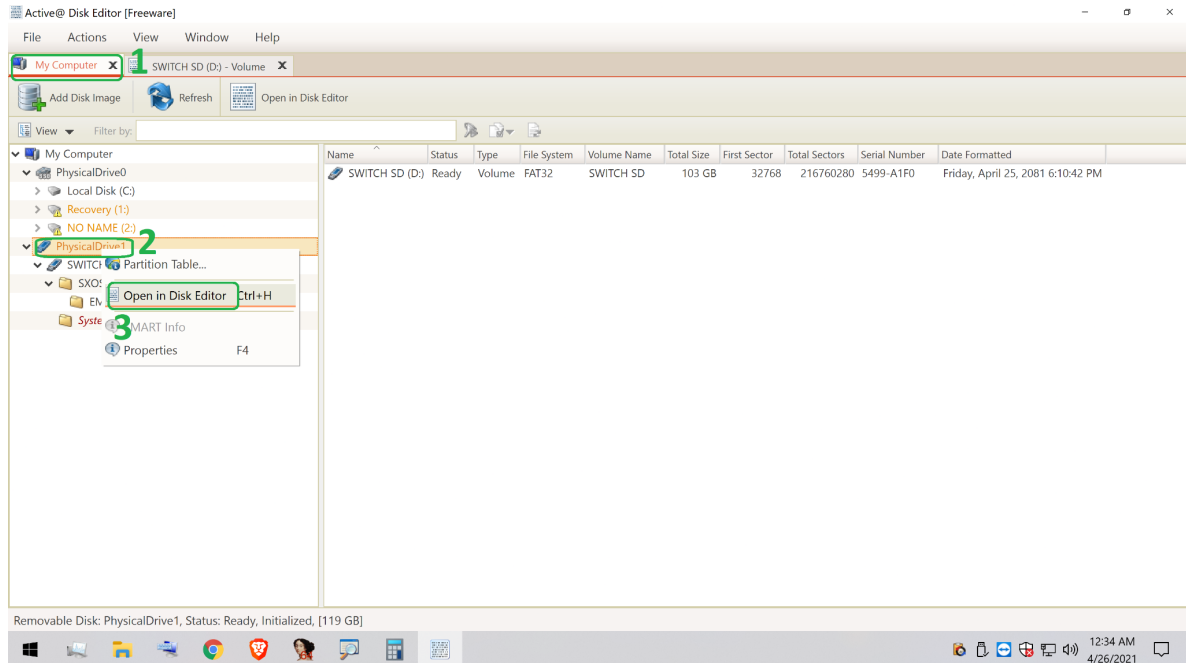 Active@ Disk Editor [Freeware]
File Actions View Window Help
My Computer X 1 SWITCH SD (D:) - Volume X
Add Disk Image Refresh Open in Disk Editor
View Filter by:
My Computer
PhysicalDrive0
Local Disk (C:)
Recovery (1:)
NO NAME (2:)
PhysicalDrive1 2
SWITCH
SXOS
EM
Syste
Partition Table...
Open in Disk Editor Ctrl+H
3
SMART Info
Properties F4
Name Status Type File System Volume Name Total Size First Sector Total Sectors Serial Number Date Formatted
SWITCH SD (D:) Ready Volume FAT32 SWITCH SD 103 GB 32768 216760280 5499-A1F0 Friday, April 25, 2081 6:10:42 PM
Removable Disk: PhysicalDrive1, Status: Ready, Initialized, [119 GB]
12:34 AM
4/26/2021